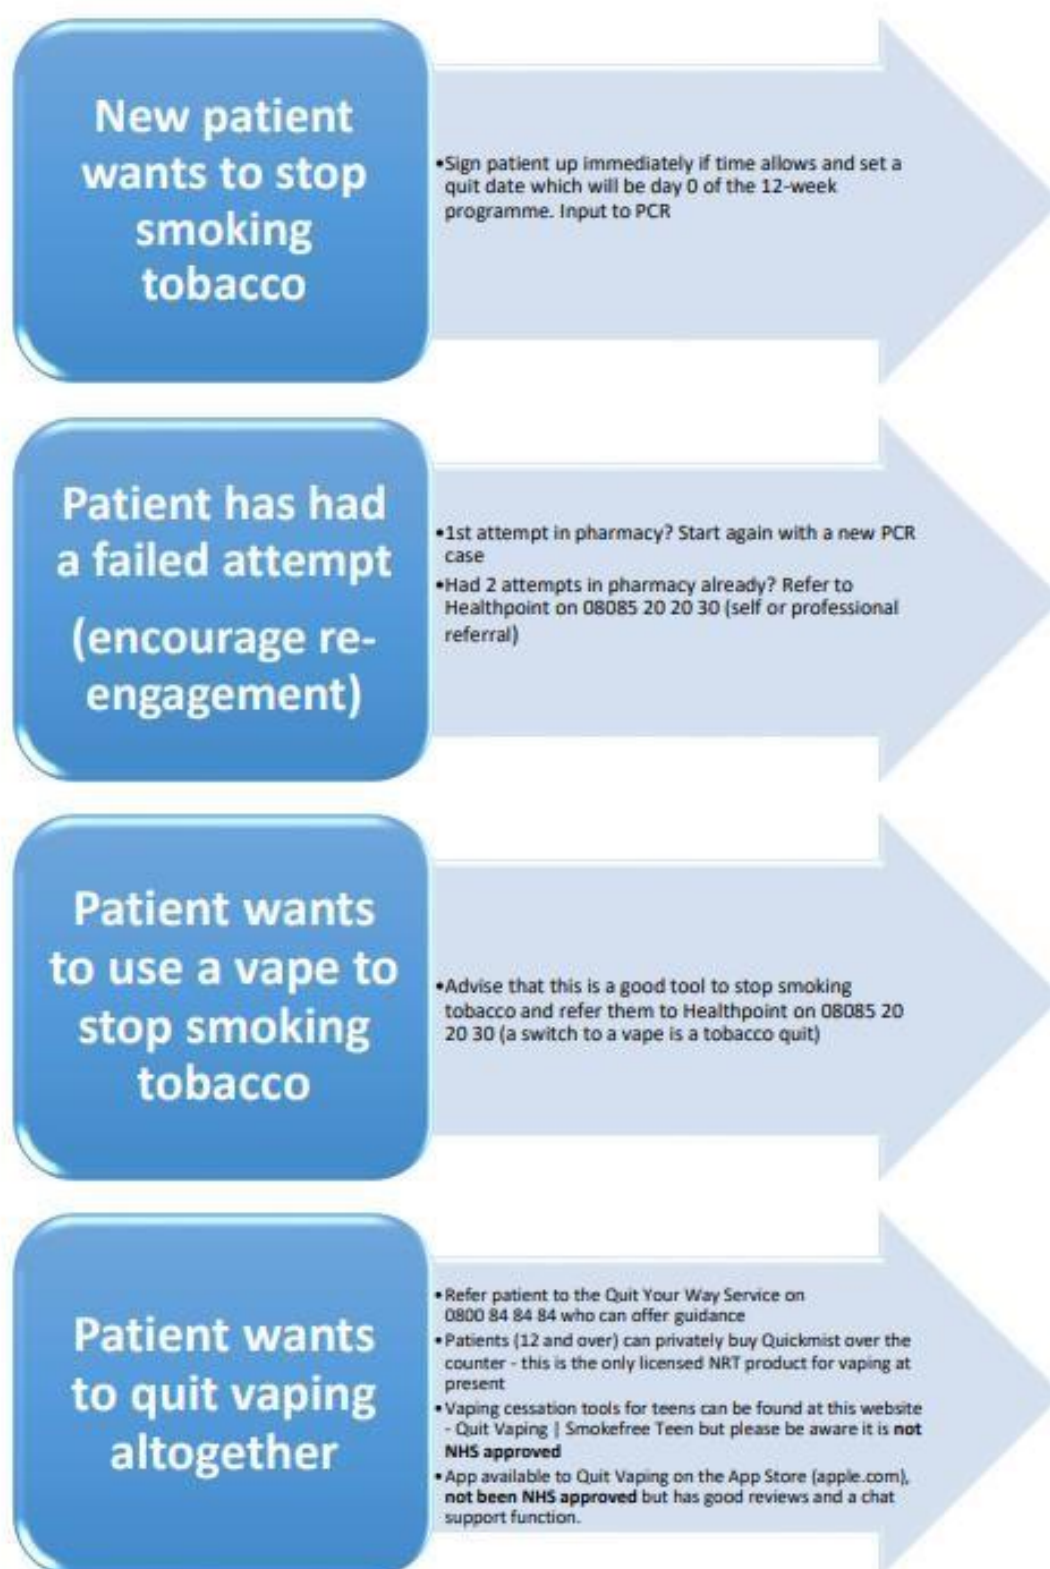 New patient
wants to stop
smoking
tobacco
•Sign patient up immediately if time allows and set a
quit date which will be day 0 of the 12-week
programme. Input to PCR
Patient has had
a failed attempt
(encourage re-
engagement)
•1st attempt in pharmacy? Start again with a new PCR
case
•Had 2 attempts in pharmacy already? Refer to
Healthpoint on 08085 20 20 30 (self or professional
referral)
Patient wants
to use a vape to
stop smoking
tobacco
•Advise that this is a good tool to stop smoking
tobacco and refer them to Healthpoint on 08085 20
20 30 (a switch to a vape is a tobacco quit)
Patient wants
to quit vaping
altogether
•Refer patient to the Quit Your Way Service on
0800 84 84 84 who can offer guidance
•Patients (12 and over) can privately buy Quickmist over the
counter - this is the only licensed NRT product for vaping at
present
•Vaping cessation tools for teens can be found at this website
- Quit Vaping | Smokefree Teen but please be aware it is not
NHS approved
•App available to Quit Vaping on the App Store (apple.com),
not been NHS approved but has good reviews and a chat
support function.